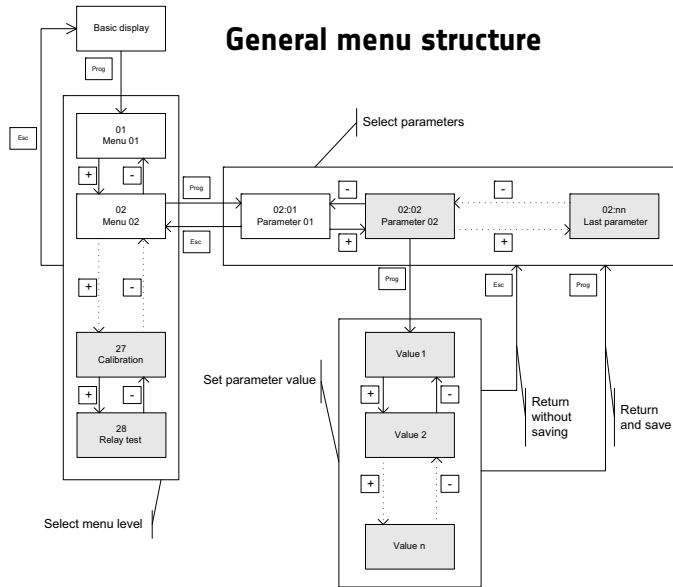 General menu structure
Basic display
Prog
Esc
01
Menu 01
+
-
02
Menu 02
Prog
Esc
+
-
27
Calibration
+
-
28
Relay test
Select menu level
Select parameters
02:01
Parameter 01
-
+
02:02
Parameter 02
-
+
02:nn
Last parameter
Prog
Esc
Prog
Set parameter value
Value 1
+
-
Value 2
+
-
Value n
Return
without
saving
Return
and save